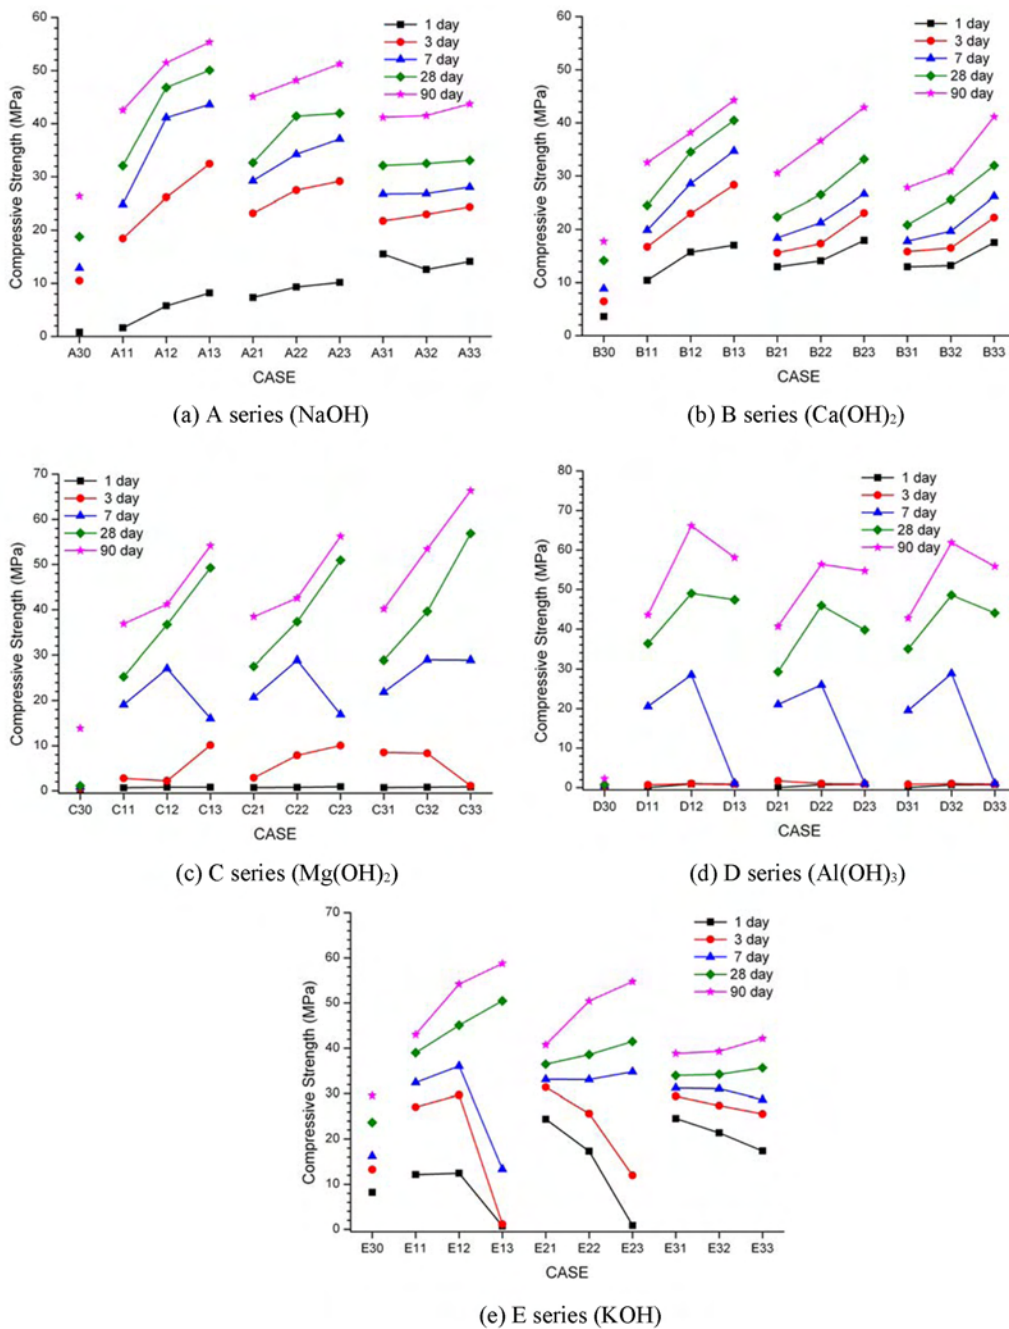 60
50
40
30
20
10
0
Compressive Strength (MPa)
1 day
3 day
7 day
28 day
90 day
A30 A11 A12 A13 A21 A22 A23 A31 A32 A33
CASE
(a) A series (NaOH)
60
50
40
30
20
10
0
Compressive Strength (MPa)
1 day
3 day
7 day
28 day
90 day
B30 B11 B12 B13 B21 B22 B23 B31 B32 B33
CASE
(b) B series (Ca(OH)₂)
70
60
50
40
30
20
10
0
Compressive Strength (MPa)
1 day
3 day
7 day
28 day
90 day
C30 C11 C12 C13 C21 C22 C23 C31 C32 C33
CASE
(c) C series (Mg(OH)₂)
80
70
60
50
40
30
20
10
0
Compressive Strength (MPa)
1 day
3 day
7 day
28 day
90 day
D30 D11 D12 D13 D21 D22 D23 D31 D32 D33
CASE
(d) D series (Al(OH)₃)
70
60
50
40
30
20
10
0
Compressive Strength (MPa)
1 day
3 day
7 day
28 day
90 day
E30 E11 E12 E13 E21 E22 E23 E31 E32 E33
CASE
(e) E series (KOH)